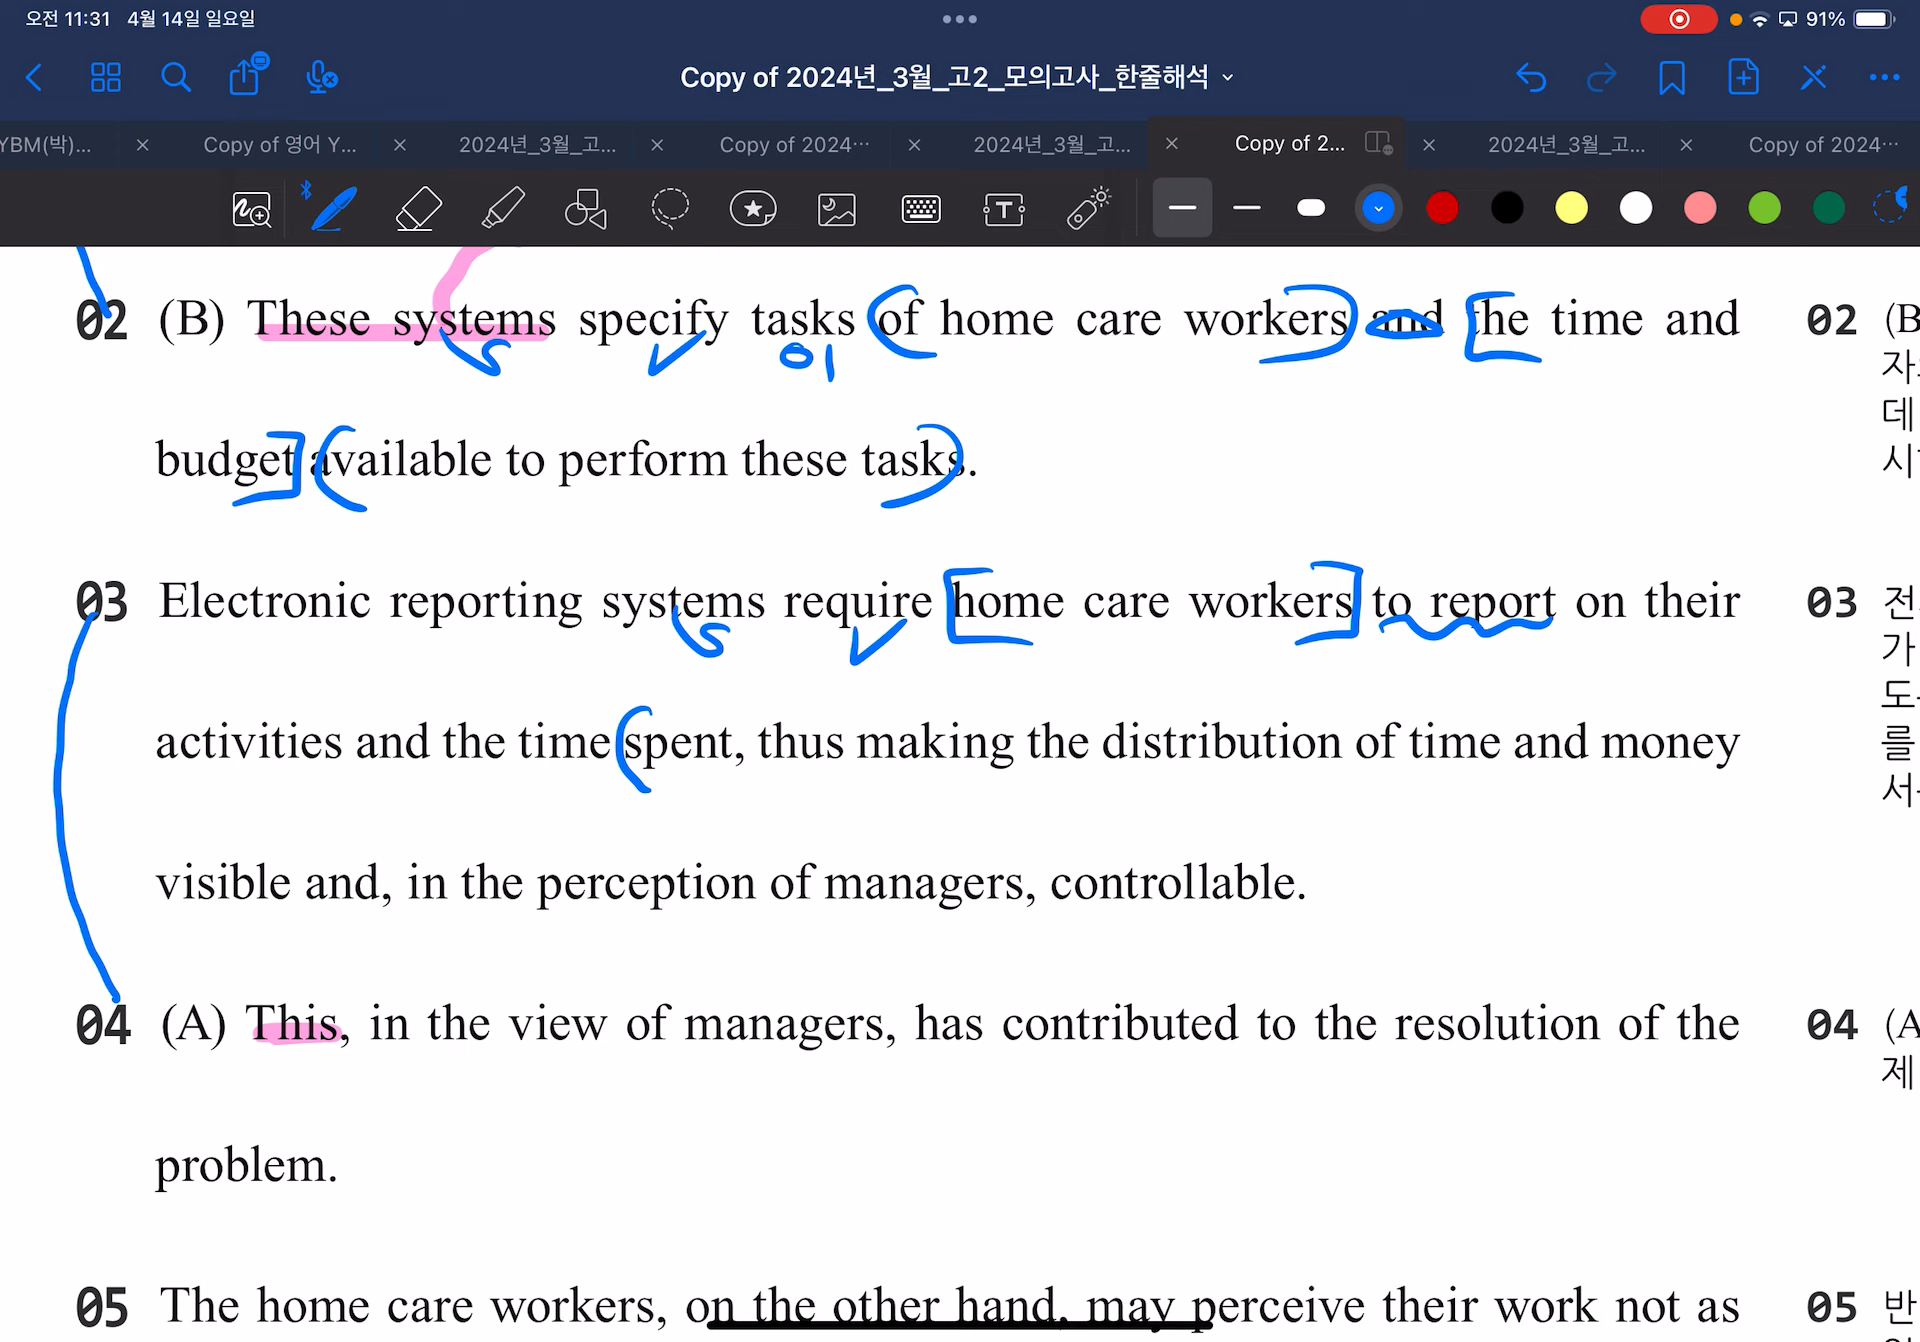 오전 11:31 4월 14일 일요일
91%
Copy of 2024년_3월_고2_모의고사_한줄해석
YBM(박)...
Copy of 영어 Y...
2024년_3월_고...
Copy of 2024...
2024년_3월_고...
Copy of 2...
2024년_3월_고...
Copy of 2024...
02 (B) These systems specify tasks of home care workers and the time and
budget available to perform these tasks.
03 Electronic reporting systems require home care workers to report on their
activities and the time spent, thus making the distribution of time and money
visible and, in the perception of managers, controllable.
04 (A) This, in the view of managers, has contributed to the resolution of the
problem.
05 The home care workers, on the other hand, may perceive their work not as
02 (B
데
03 전
가
도
를
서
04 (A
제
05 반
S V O1
S V